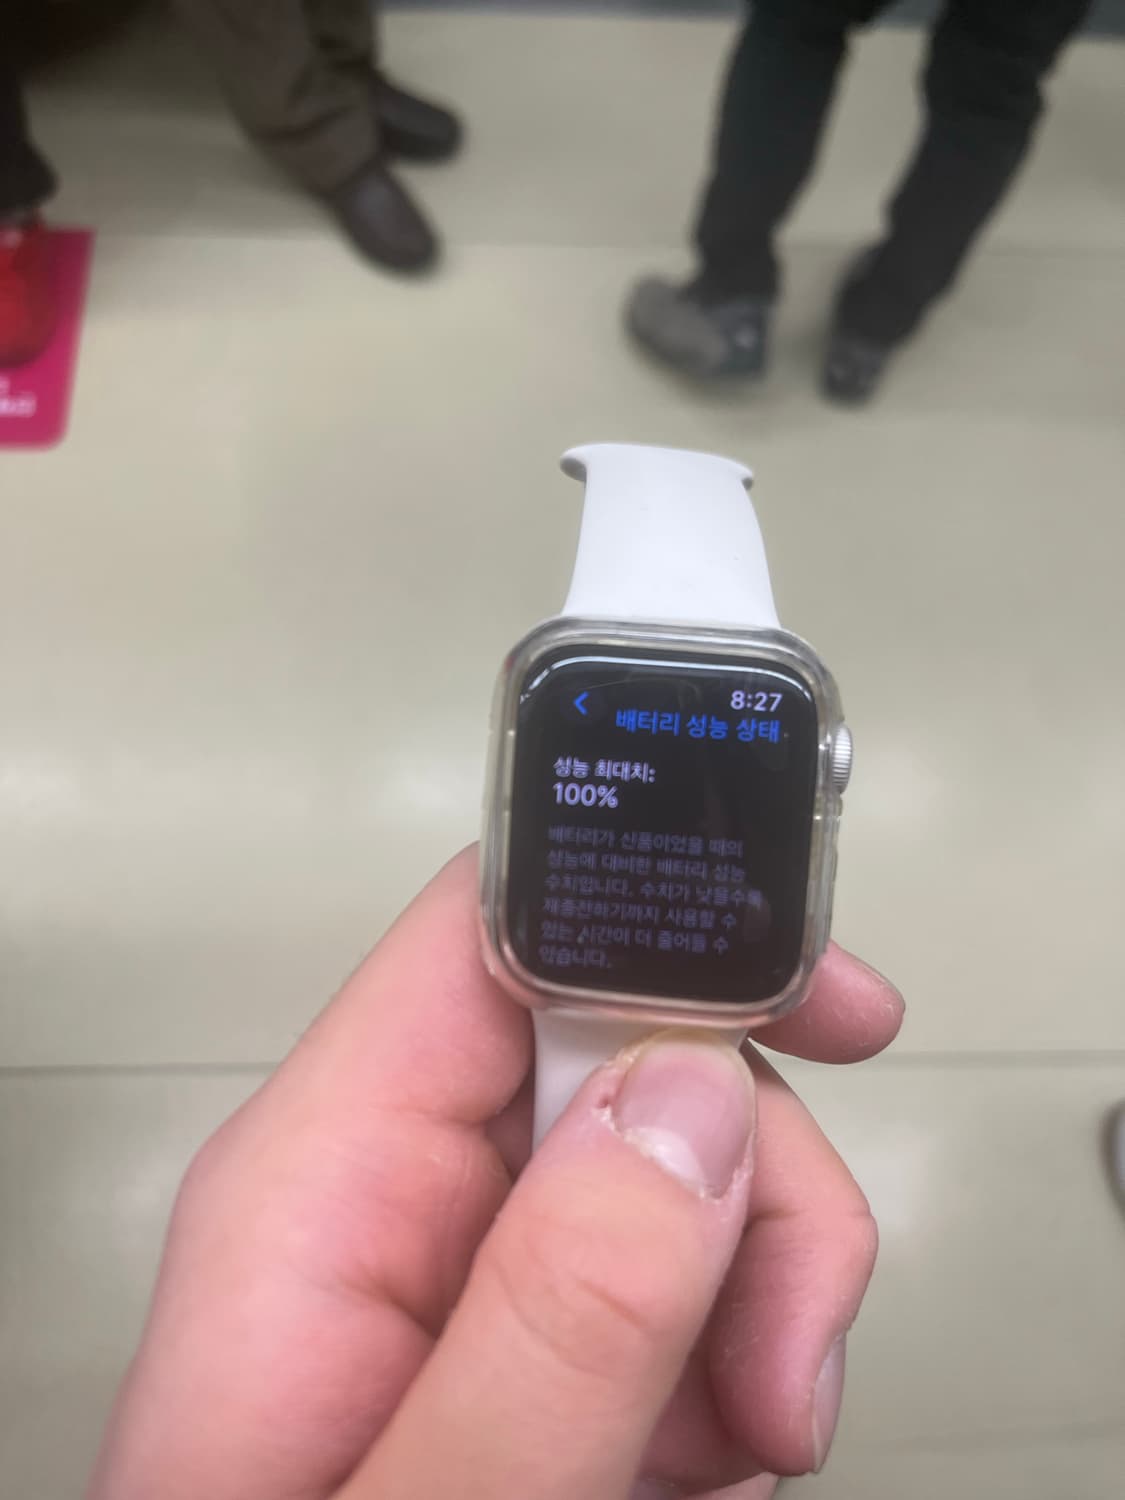 8:27
배터리 성능 상태
성능 최대치:
100%
배터리가 신품이었을 때의
성능에 대비한 배터리 성능
수치입니다. 수치가 낮을수록
재충전하기까지 사용할 수
있는 시간이 더 줄어들 수
있습니다.